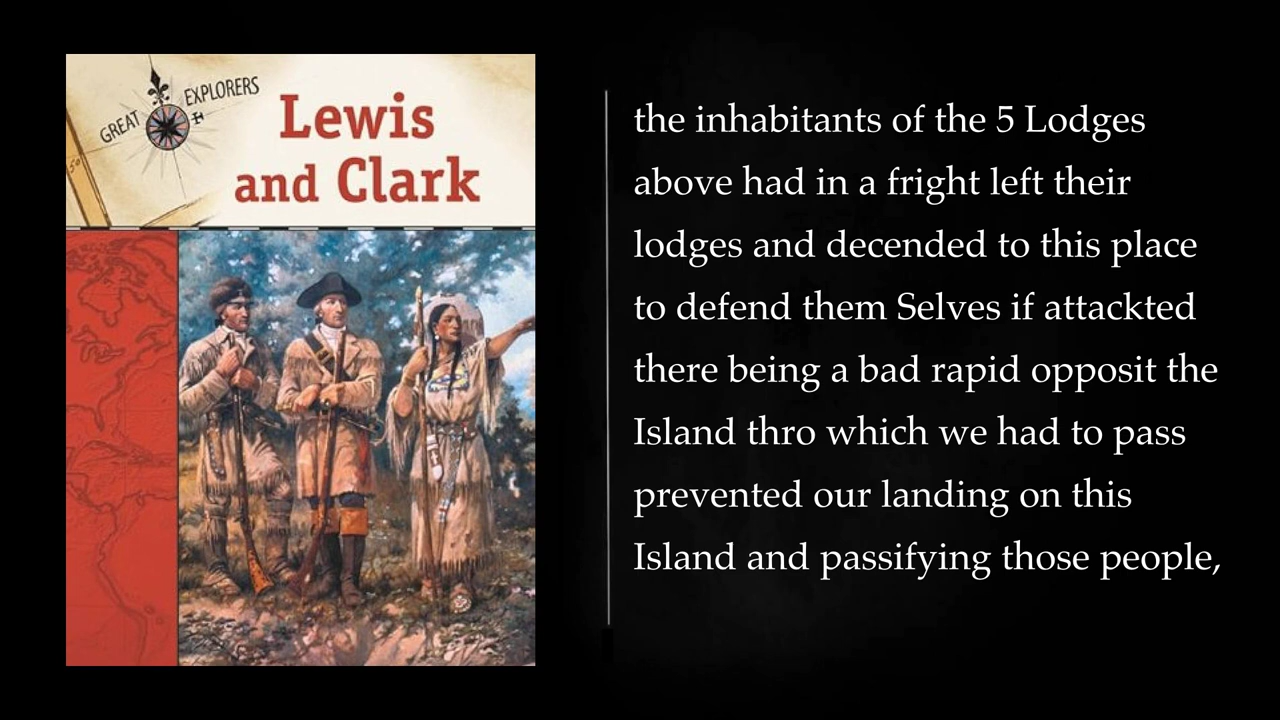 GREAT EXPLORERS
Lewis
and Clark
50
the inhabitants of the 5 Lodges
above had in a fright left their
lodges and decended to this place
to defend them Selves if attackted
there being a bad rapid opposit the
Island thro which we had to pass
prevented our landing on this
Island and passifying those people,